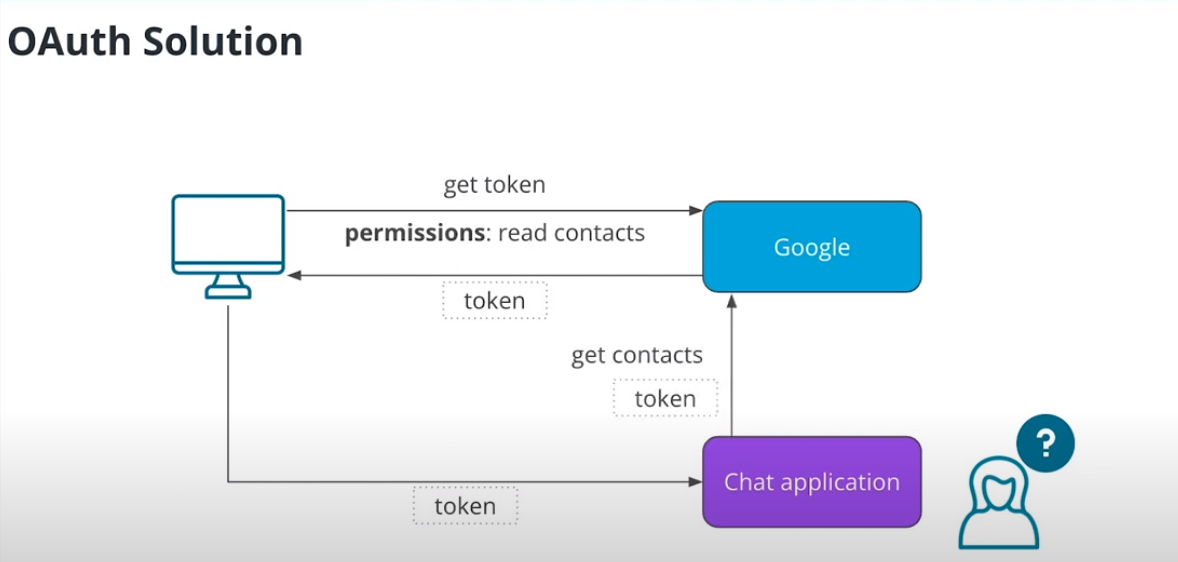 OAuth Solution
get token
permissions: read contacts
Google
token
get contacts
token
Chat application
token
?